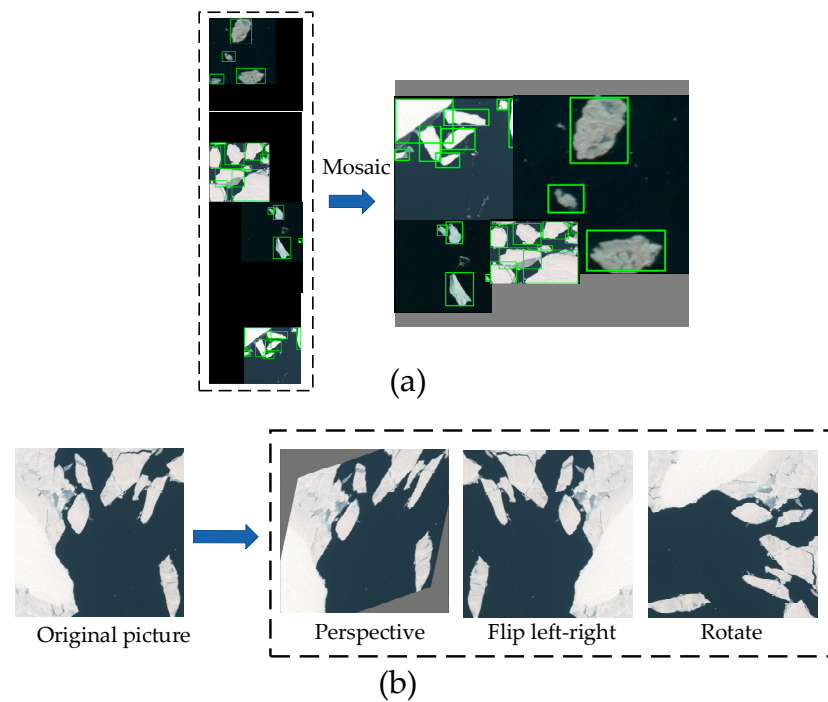 Mosaic
(a)
Original picture
Perspective
Flip left-right
Rotate
(b)